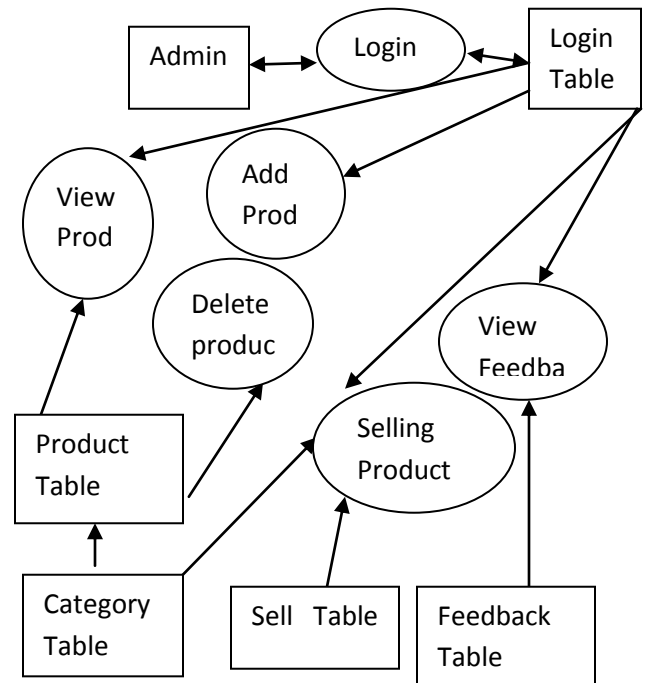 Admin
Login
Login
Table
View
Prod
Add
Prod
Delete
produc
View
Feedba
Selling
Product
Product
Table
Category
Table
Sell Table
Feedback
Table